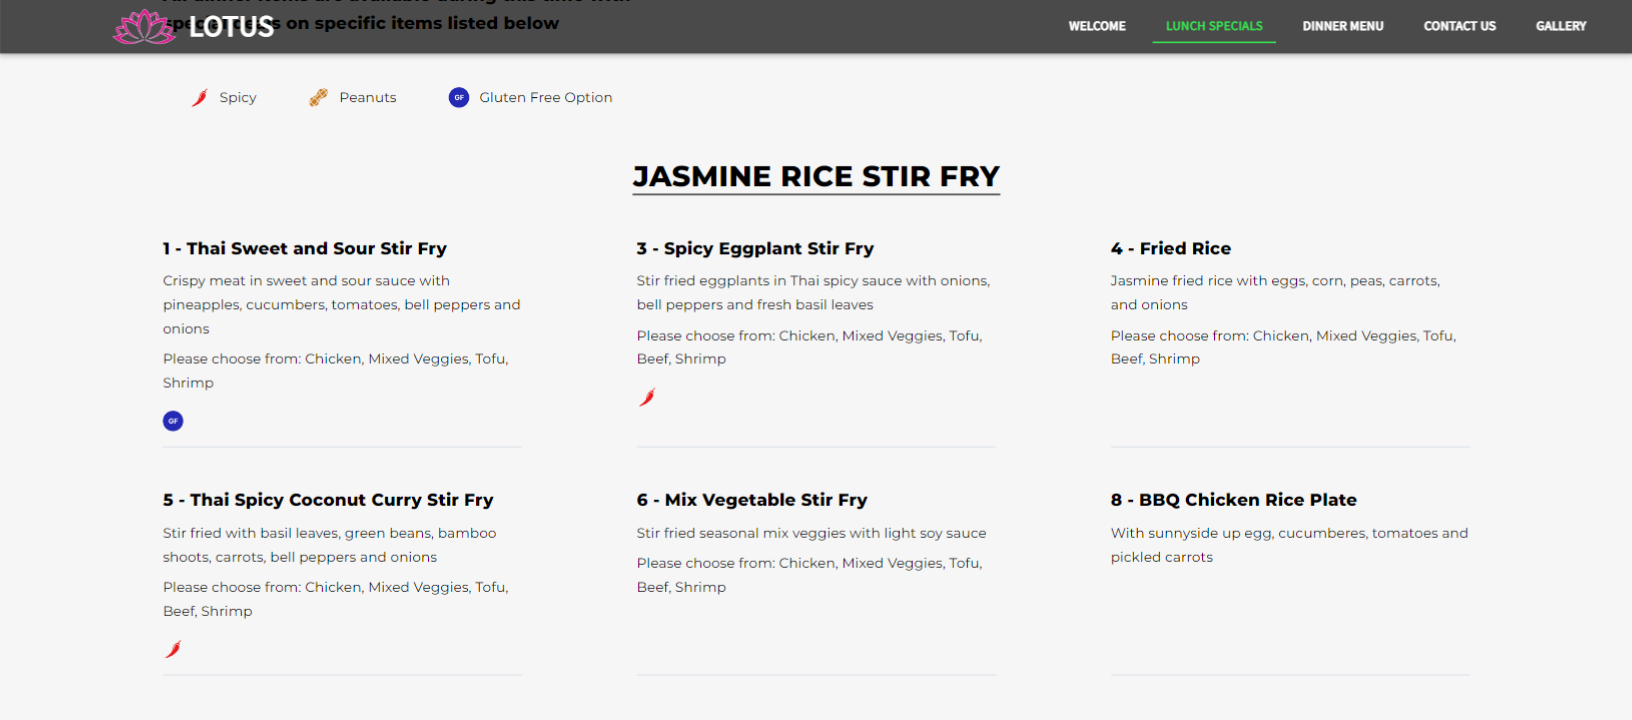 LOTUS
on specific items listed below
WELCOME
LUNCH SPECIALS
DINNER MENU
CONTACT US
GALLERY
Spicy
Peanuts
GF
Gluten Free Option
JASMINE RICE STIR FRY
1 - Thai Sweet and Sour Stir Fry
Crispy meat in sweet and sour sauce with
pineapples, cucumbers, tomatoes, bell peppers and
onions
Please choose from: Chicken, Mixed Veggies, Tofu,
Shrimp
GF
3 - Spicy Eggplant Stir Fry
Stir fried eggplants in Thai spicy sauce with onions,
bell peppers and fresh basil leaves
Please choose from: Chicken, Mixed Veggies, Tofu,
Beef, Shrimp
4 - Fried Rice
Jasmine fried rice with eggs, corn, peas, carrots,
and onions
Please choose from: Chicken, Mixed Veggies, Tofu,
Beef, Shrimp
5 - Thai Spicy Coconut Curry Stir Fry
Stir fried with basil leaves, green beans, bamboo
shoots, carrots, bell peppers and onions
Please choose from: Chicken, Mixed Veggies, Tofu,
Beef, Shrimp
6 - Mix Vegetable Stir Fry
Stir fried seasonal mix veggies with light soy sauce
Please choose from: Chicken, Mixed Veggies, Tofu,
Beef, Shrimp
8 - BBQ Chicken Rice Plate
With sunnyside up egg, cucumberes, tomatoes and
pickled carrots